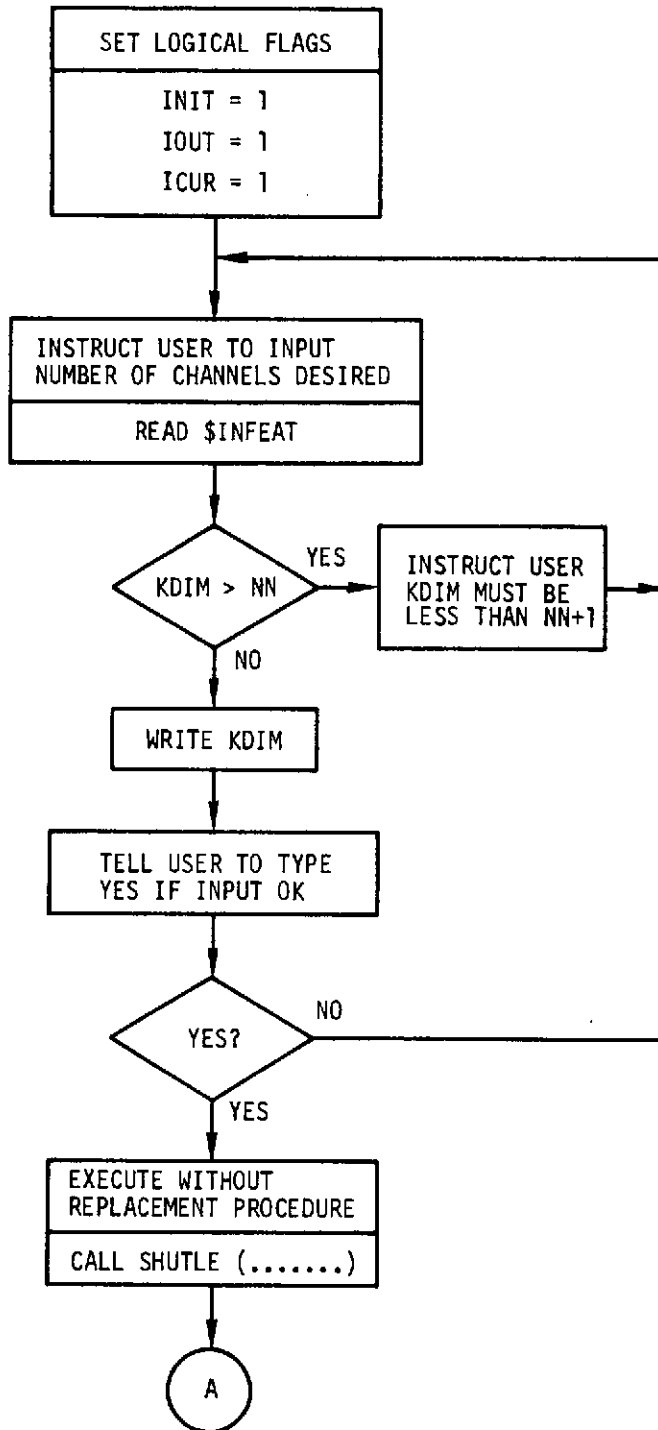 SET LOGICAL FLAGS
INIT = 1
IOUT = 1
ICUR = 1
INSTRUCT USER TO INPUT
NUMBER OF CHANNELS DESIRED
READ $INFEAT
KDIM > NN
YES
INSTRUCT USER
KDIM MUST BE
LESS THAN NN+1
NO
WRITE KDIM
TELL USER TO TYPE
YES IF INPUT OK
YES?
NO
YES
EXECUTE WITHOUT
REPLACEMENT PROCEDURE
CALL SHUTLE (.......)
A